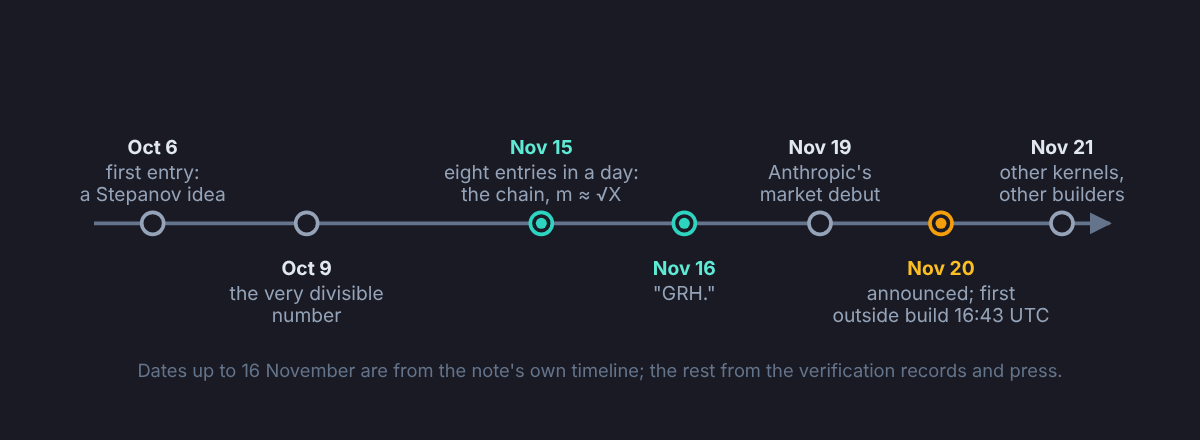 Oct 6
first entry:
a Stepanov idea
Oct 9
the very divisible
number
Nov 15
eight entries in a day:
the chain, m ≈ √X
Nov 16
"GRH."
Nov 19
Anthropic's
market debut
Nov 20
announced; first
outside build 16:43 UTC
Nov 21
other kernels,
other builders
Dates up to 16 November are from the note's own timeline; the rest from the verification records and press.